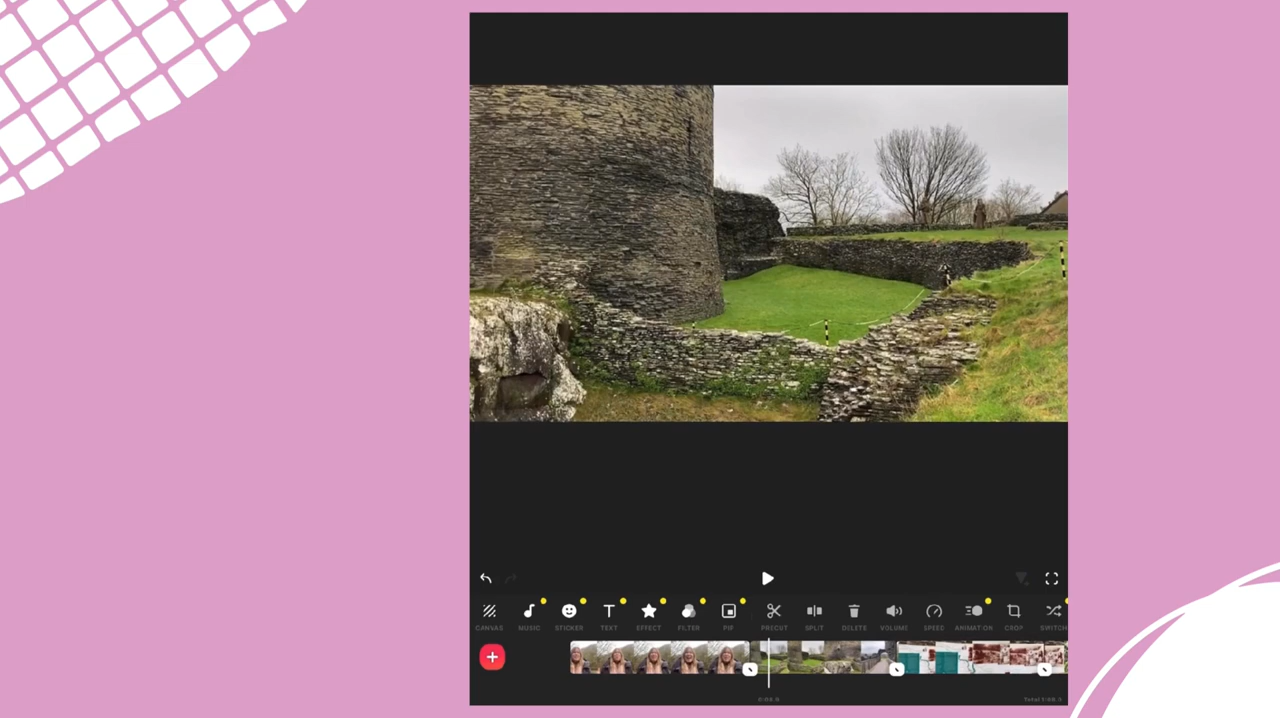 CANVAS MUSIC STICKER TEXT EFFECT FILTER PIP PRECUT SPLIT DELETE VOLUME SPEED ANIMATION CROP SWITCH